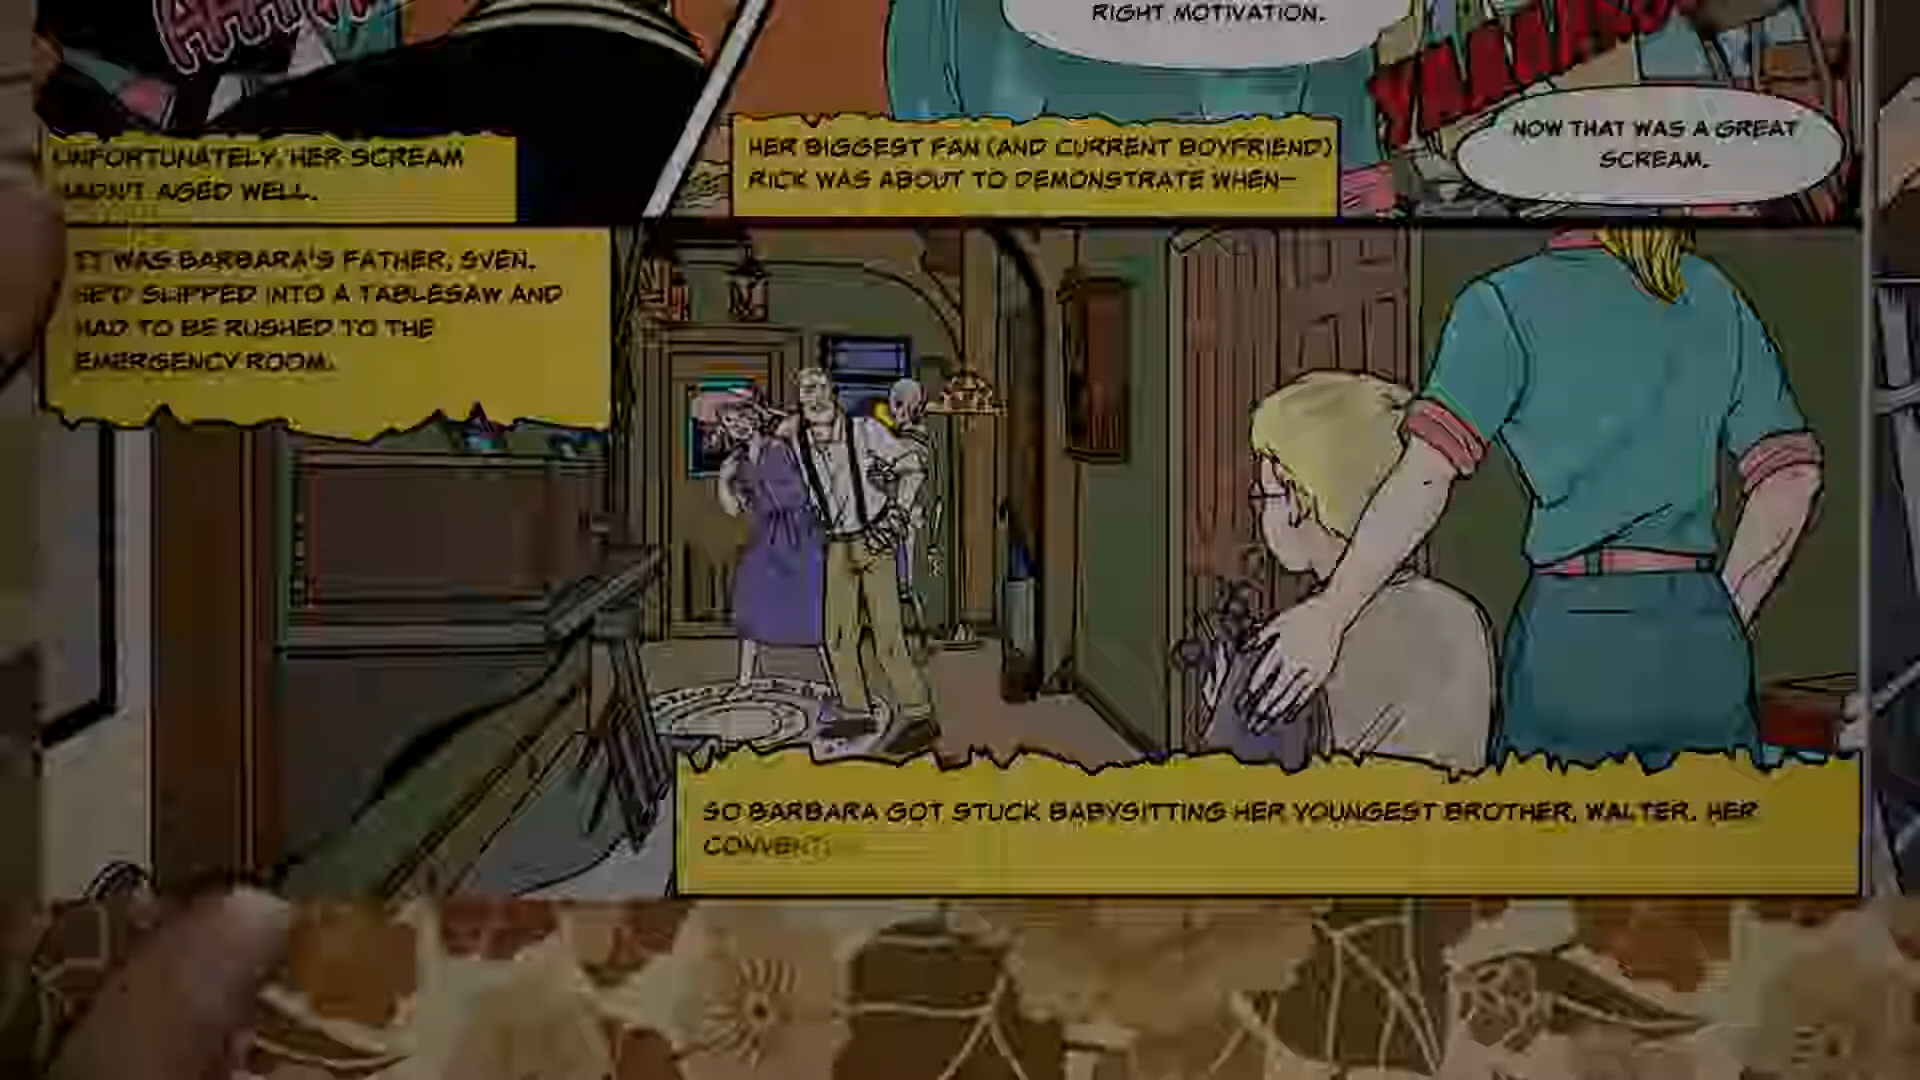 RIGHT MOTIVATION.
NOW THAT WAS A GREAT
SCREAM.
UNFORTUNATELY, HER SCREAM
HADN'T AGED WELL.
HER BIGGEST FAN (AND CURRENT BOYFRIEND)
RICK WAS ABOUT TO DEMONSTRATE WHEN—
IT WAS BARBARA'S FATHER, SVEN.
HE'D SLIPPED INTO A TABLESAW AND
HAD TO BE RUSHED TO THE
EMERGENCY ROOM.
SO BARBARA GOT STUCK BABYSITTING HER YOUNGEST BROTHER, WALTER. HER